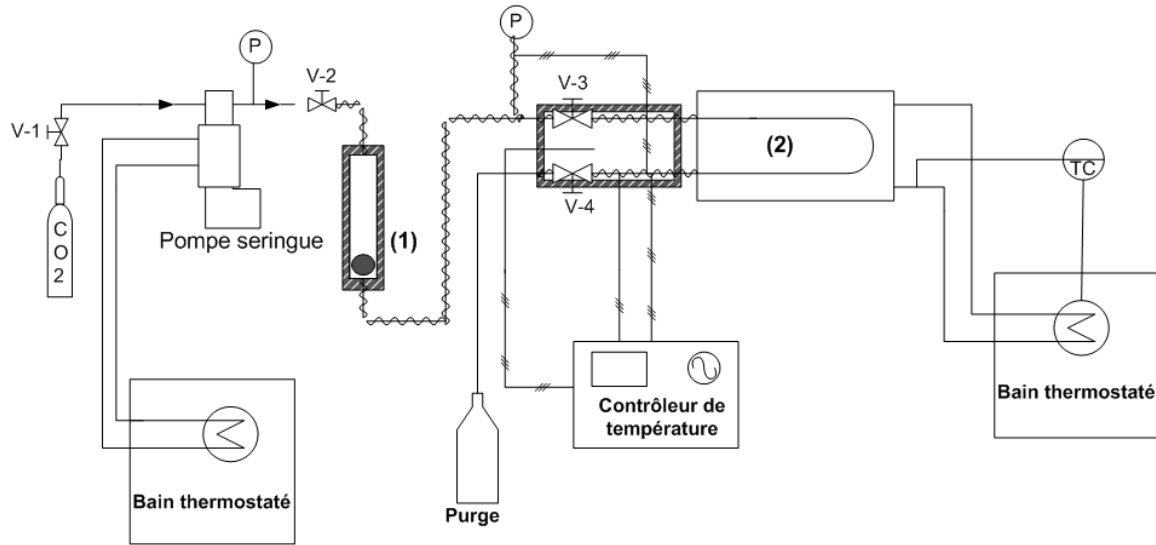 P
V-1
V-2
C
O
2
Pompe seringue
(1)
P
V-3
V-4
(2)
TC
Contrôleur de
température
Bain thermostaté
Purge
Bain thermostaté